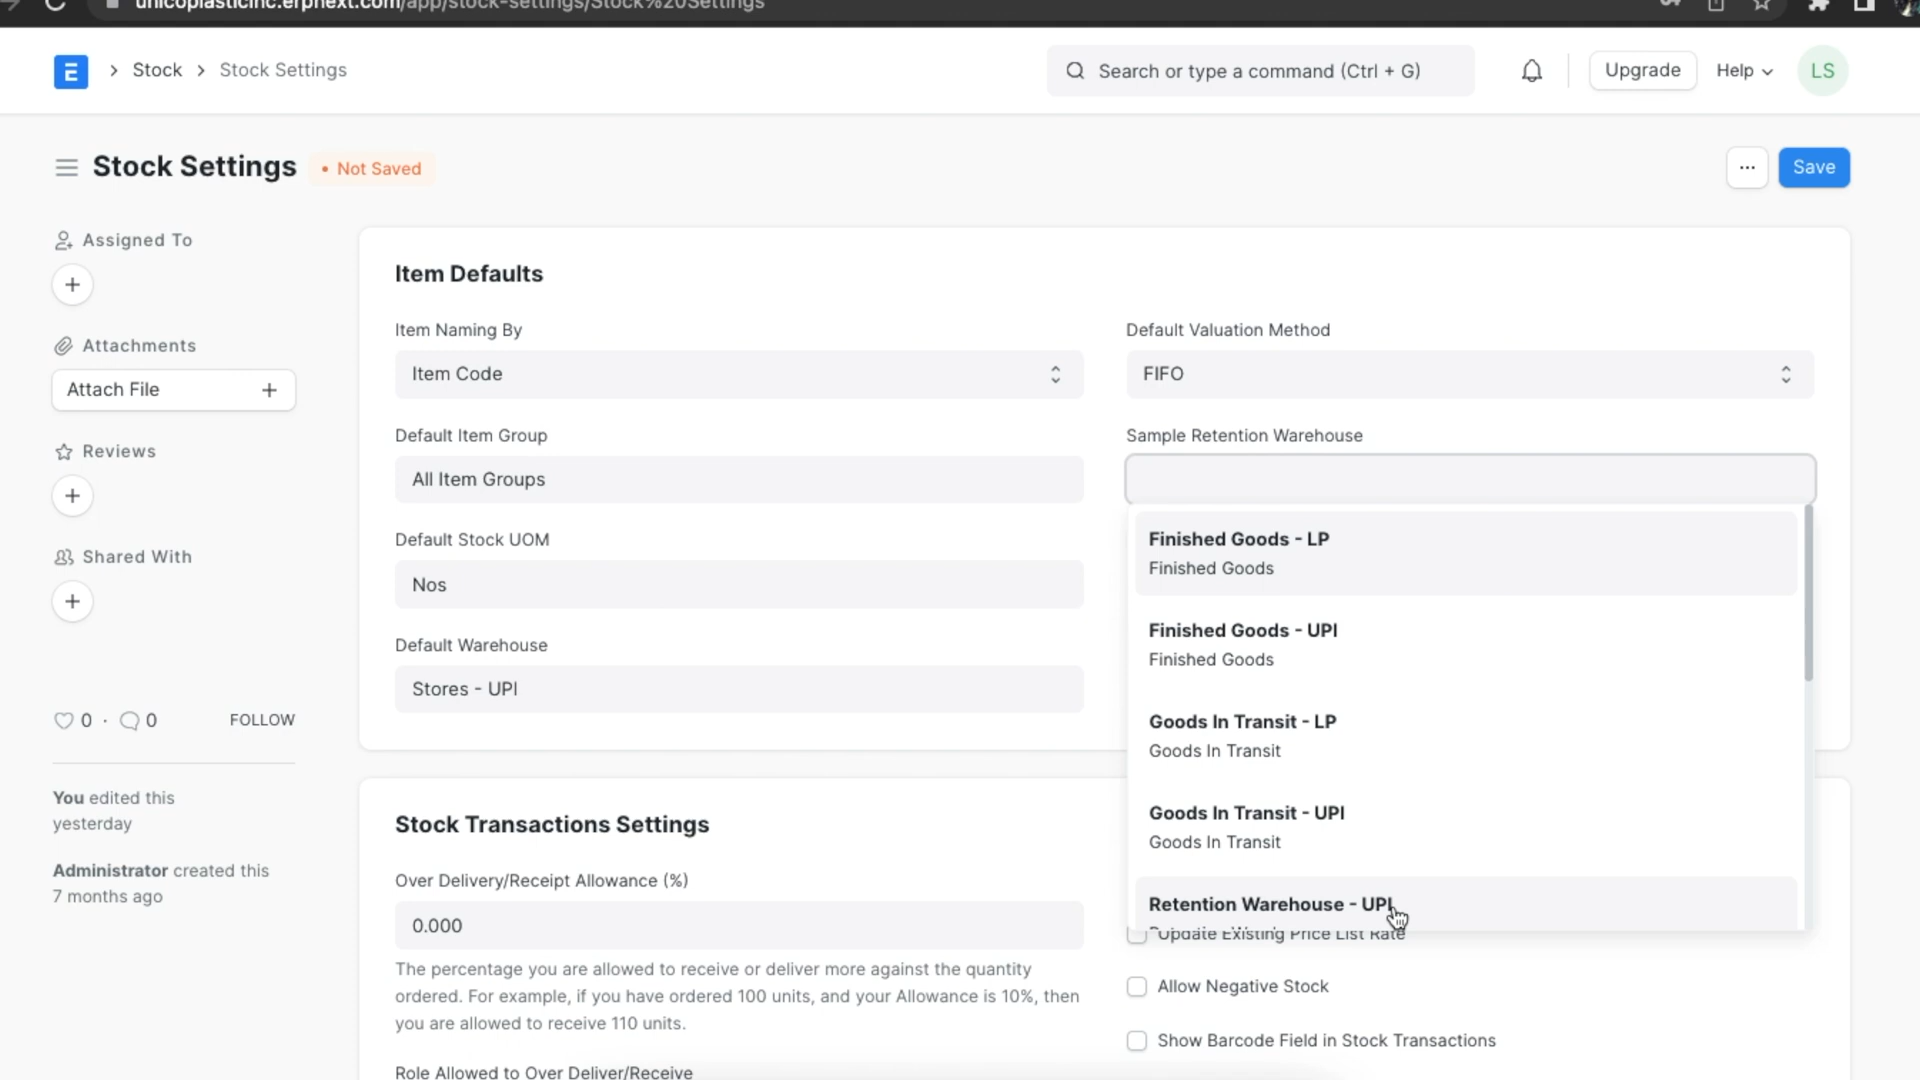 unicoplasticinc.erpnext.com/app/stock-settings/Stock%20Settings
E
Stock
Stock Settings
Search or type a command (Ctrl + G)
Upgrade
Help
LS
Stock Settings
• Not Saved
...
Save
Assigned To
Attachments
Attach File
Reviews
Shared With
0 · 0
FOLLOW
You edited this
yesterday
Administrator created this
7 months ago
Item Defaults
Item Naming By
Item Code
Default Item Group
All Item Groups
Default Stock UOM
Nos
Default Warehouse
Stores - UPI
Default Valuation Method
FIFO
Sample Retention Warehouse
Finished Goods - LP
Finished Goods
Finished Goods - UPI
Finished Goods
Goods In Transit - LP
Goods In Transit
Goods In Transit - UPI
Goods In Transit
Retention Warehouse - UPI
Stock Transactions Settings
Over Delivery/Receipt Allowance (%)
0.000
The percentage you are allowed to receive or deliver more against the quantity
ordered. For example, if you have ordered 100 units, and your Allowance is 10%, then
you are allowed to receive 110 units.
Role Allowed to Over Deliver/Receive
Update Existing Price List Rate
Allow Negative Stock
Show Barcode Field in Stock Transactions